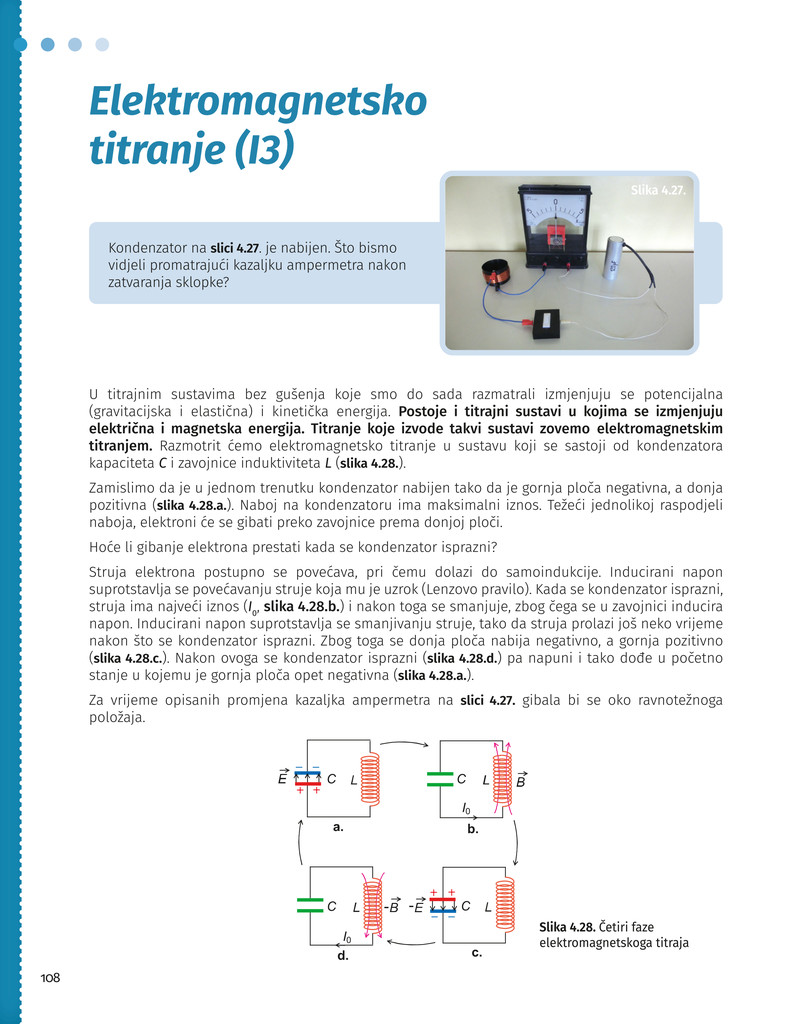 Elektromagnetsko
titranje (I3)
Slika 4.27.
Kondenzator na slici 4.27. je nabijen. Što bismo
vidjeli promatrajući kazaljku ampermetra nakon
zatvaranja sklopke?
U titrajnim sustavima bez gušenja koje smo do sada razmatrali izmjenjuju se potencijalna
(gravitacijska i elastična) i kinetička energija. Postoje i titrajni sustavi u kojima se izmjenjuju
električna i magnetska energija. Titranje koje izvode takvi sustavi zovemo elektromagnetskim
titranjem. Razmotrit ćemo elektromagnetsko titranje u sustavu koji se sastoji od kondenzatora
kapaciteta C i zavojnice induktiviteta L (slika 4.28.).
Zamislimo da je u jednom trenutku kondenzator nabijen tako da je gornja ploča negativna, a donja
pozitivna (slika 4.28.a.). Naboj na kondenzatoru ima maksimalni iznos. Težeći jednolikoj raspodjeli
naboja, elektroni će se gibati preko zavojnice prema donjoj ploči.
Hoće li gibanje elektrona prestati kada se kondenzator isprazni?
Struja elektrona postupno se povećava, pri čemu dolazi do samoindukcije. Inducirani napon
suprotstavlja se povećavanju struje koja mu je uzrok (Lenzovo pravilo). Kada se kondenzator isprazni,
struja ima najveći iznos (I₀, slika 4.28.b.) i nakon toga se smanjuje, zbog čega se u zavojnici inducira
napon. Inducirani napon suprotstavlja se smanjivanju struje, tako da struja prolazi još neko vrijeme
nakon što se kondenzator isprazni. Zbog toga se donja ploča nabija negativno, a gornja pozitivno
(slika 4.28.c.). Nakon ovoga se kondenzator isprazni (slika 4.28.d.) pa napuni i tako dođe u početno
stanje u kojemu je gornja ploča opet negativna (slika 4.28.a.).
Za vrijeme opisanih promjena kazaljka ampermetra na slici 4.27. gibala bi se oko ravnotežnoga
položaja.
− −
E C L
+ +
a.
C L B
I₀
b.
C L -B
I₀
d.
+ +
-E C L
− −
c.
Slika 4.28. Četiri faze
elektromagnetskoga titraja
108